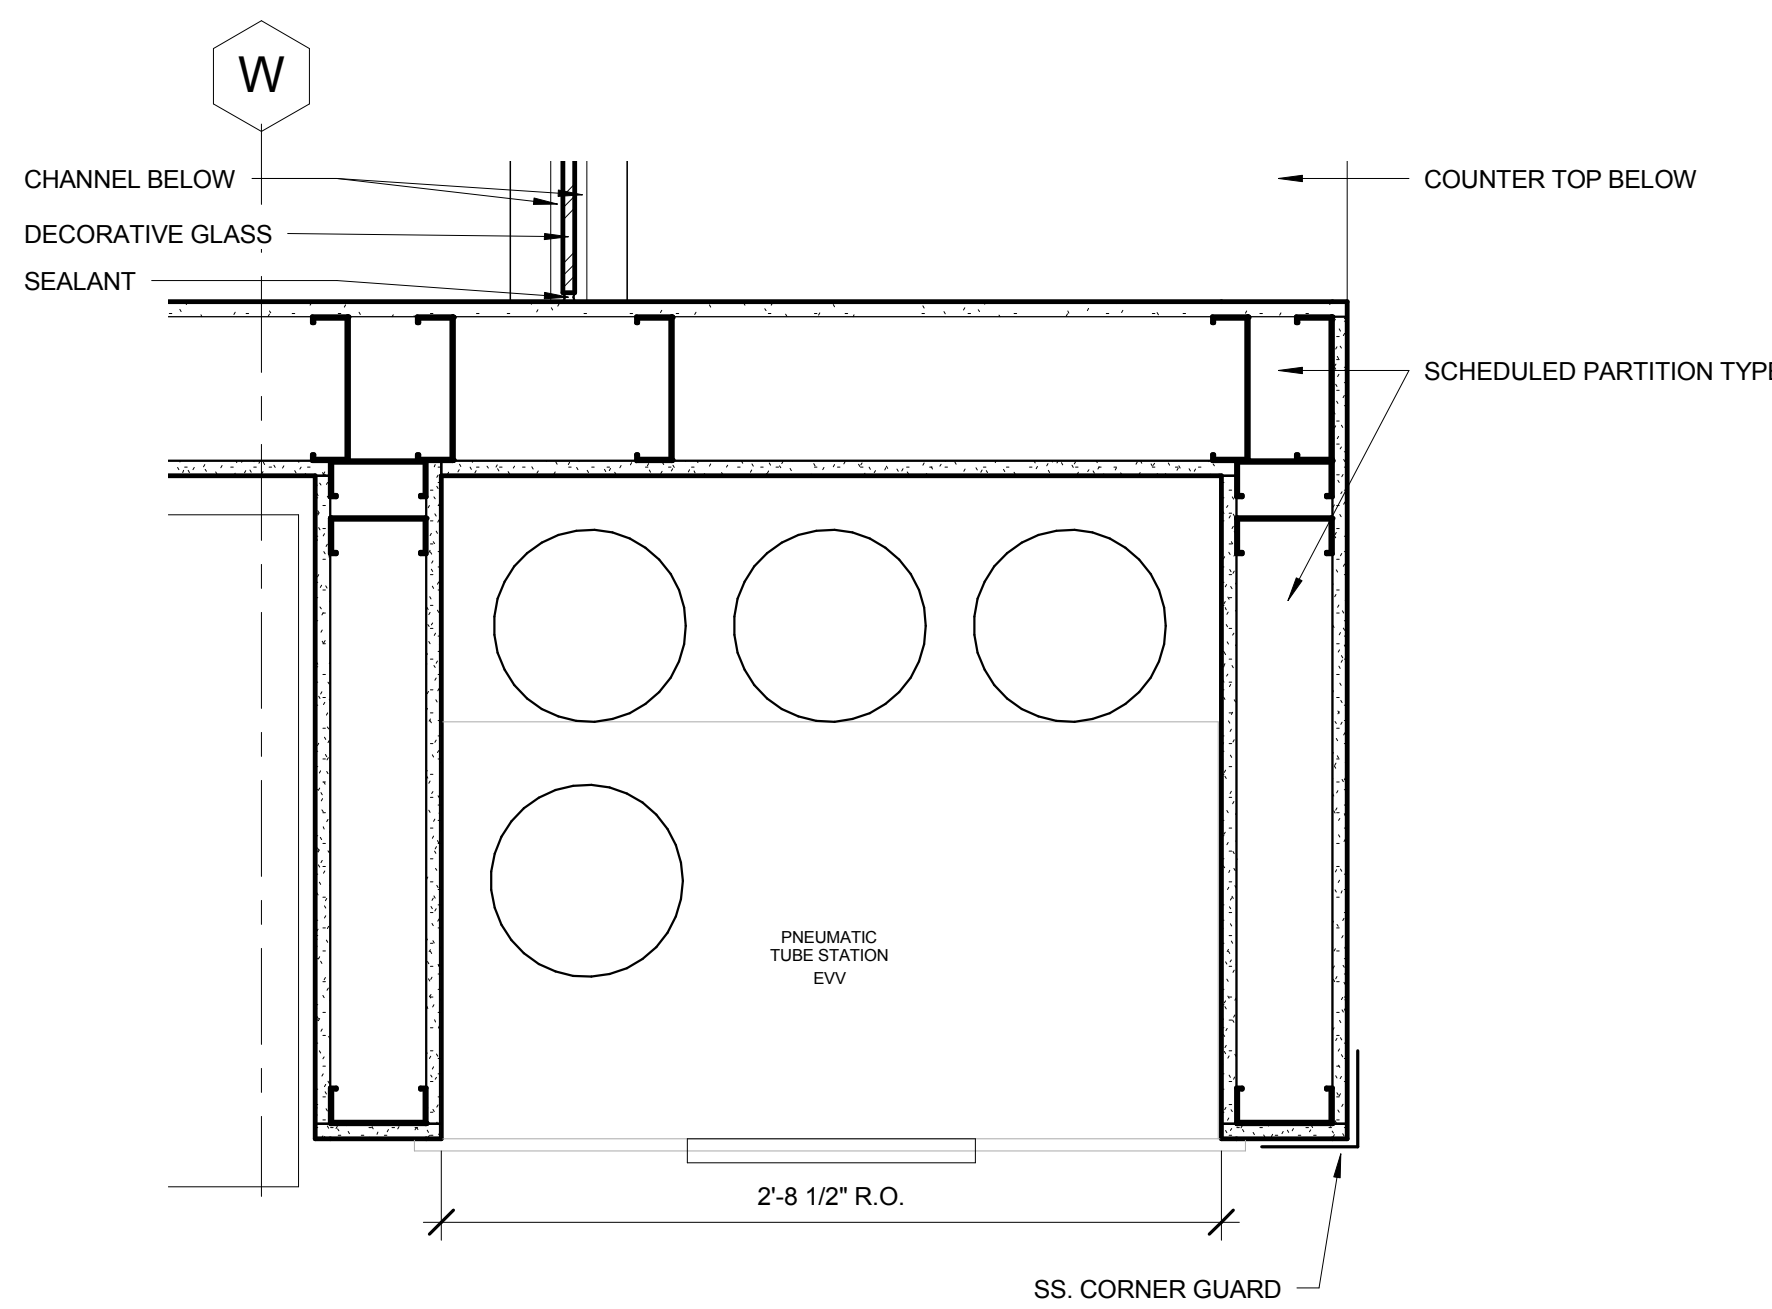 W
CHANNEL BELOW
COUNTER TOP BELOW
DECORATIVE GLASS
SEALANT
SCHEDULED PARTITION TYPE
PNEUMATIC
TUBE STATION
EVV
2'-8 1/2" R.O.
SS. CORNER GUARD